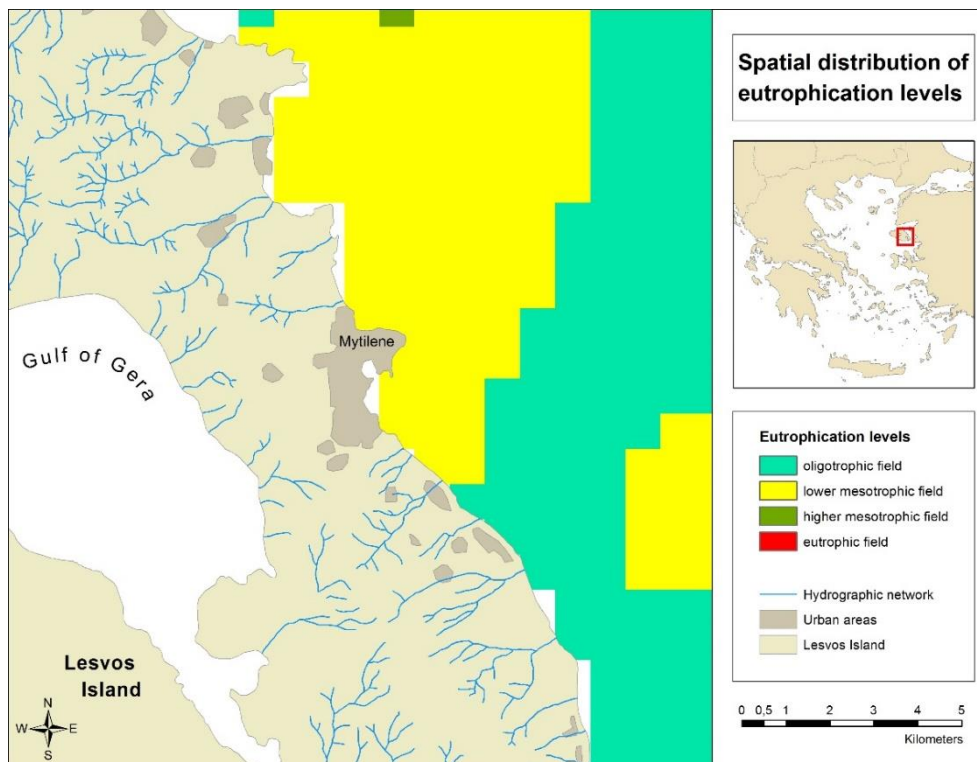 Spatial distribution of
eutrophication levels
Gulf of Gera
Mytilene
Lesvos
Island
N
W E
S
Eutrophication levels
oligotrophic field
lower mesotrophic field
higher mesotrophic field
eutrophic field
Hydrographic network
Urban areas
Lesvos Island
0 0,5 1 2 3 4 5
Kilometers